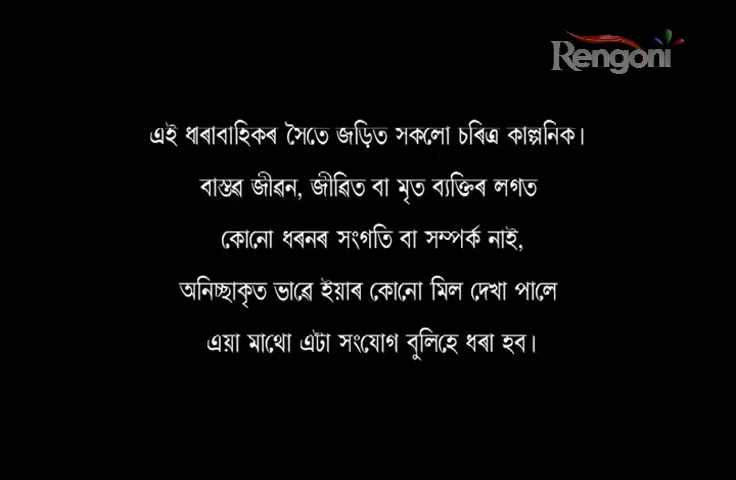 Rengoni
এই ধাৰাবাহিকৰ সৈতে জড়িত সকলো চৰিত্ৰ কাল্পনিক।
বাস্তৱ জীৱন, জীৱিত বা মৃত ব্যক্তিৰ লগত
কোনো ধৰনৰ সংগতি বা সম্পৰ্ক নাই,
অনিচ্ছাকৃত ভাৱে ইয়াৰ কোনো মিল দেখা পালে
এয়া মাথো এটা সংযোগ বুলিহে ধৰা হব।